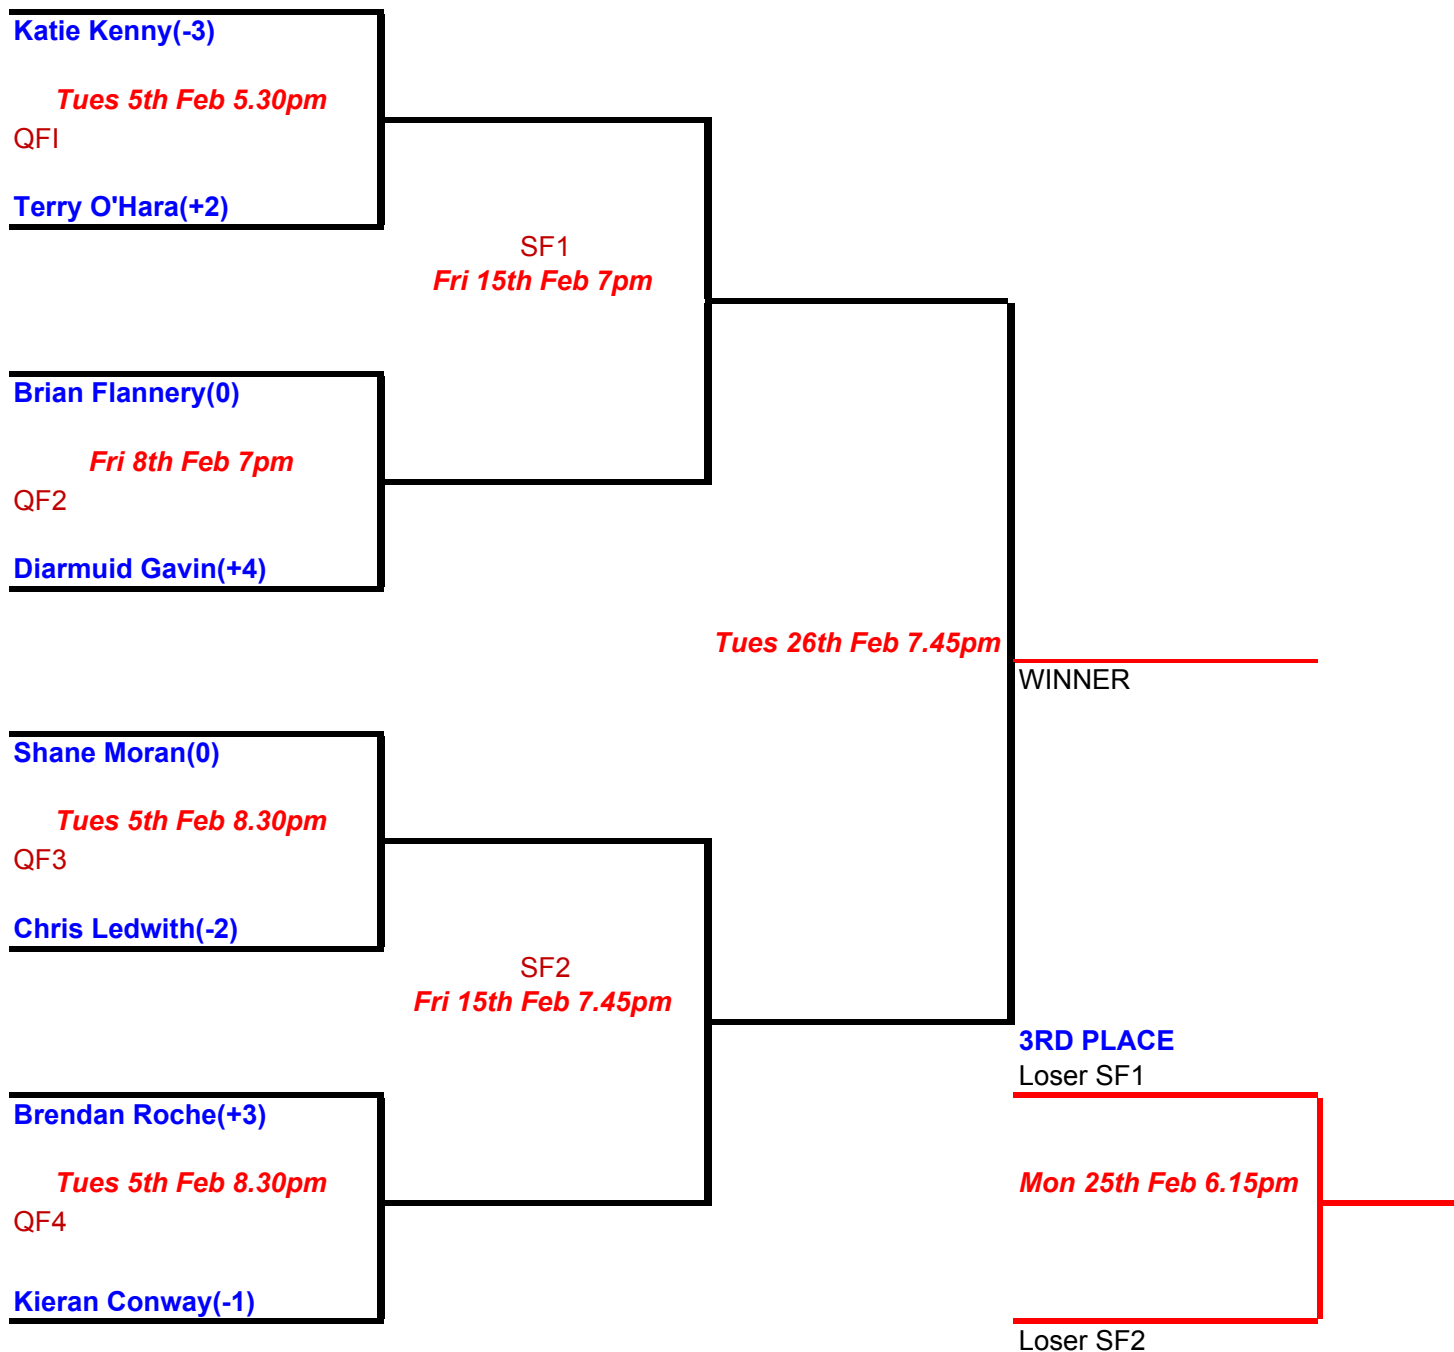 Katie Kenny(-3)
Tues 5th Feb 5.30pm
QFI
Terry O'Hara(+2)
SF1
Fri 15th Feb 7pm
Brian Flannery(0)
Fri 8th Feb 7pm
QF2
Diarmuid Gavin(+4)
Tues 26th Feb 7.45pm
WINNER
Shane Moran(0)
Tues 5th Feb 8.30pm
QF3
Chris Ledwith(-2)
SF2
Fri 15th Feb 7.45pm
3RD PLACE
Loser SF1
Brendan Roche(+3)
Tues 5th Feb 8.30pm
Mon 25th Feb 6.15pm
QF4
Kieran Conway(-1)
Loser SF2